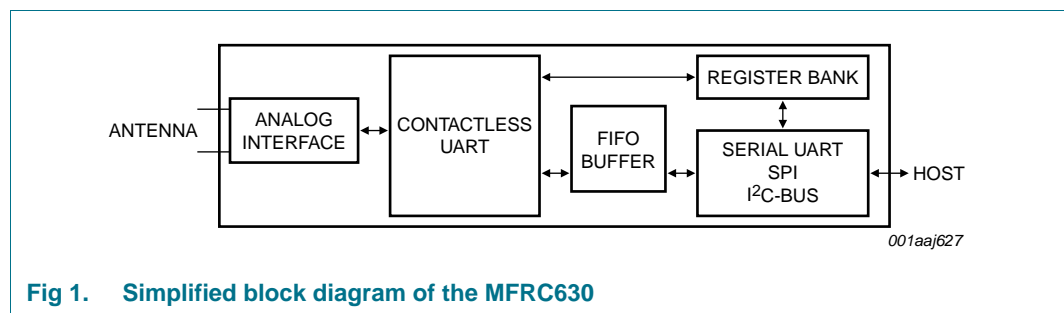 ANTENNA
ANALOG
INTERFACE
CONTACTLESS
UART
FIFO
BUFFER
REGISTER BANK
SERIAL UART
SPI
I²C-BUS
HOST
001aaj627
Fig 1. Simplified block diagram of the MFRC630